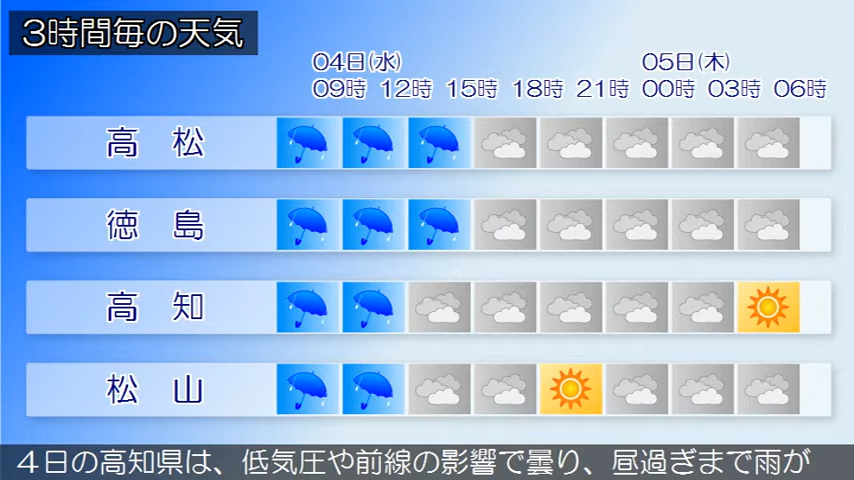 3時間毎の天気
04日(水) 05日(木)
09時 12時 15時 18時 21時 00時 03時 06時
高松
徳島
高知
松山
4日の高知県は、低気圧や前線の影響で曇り、昼過ぎまで雨が